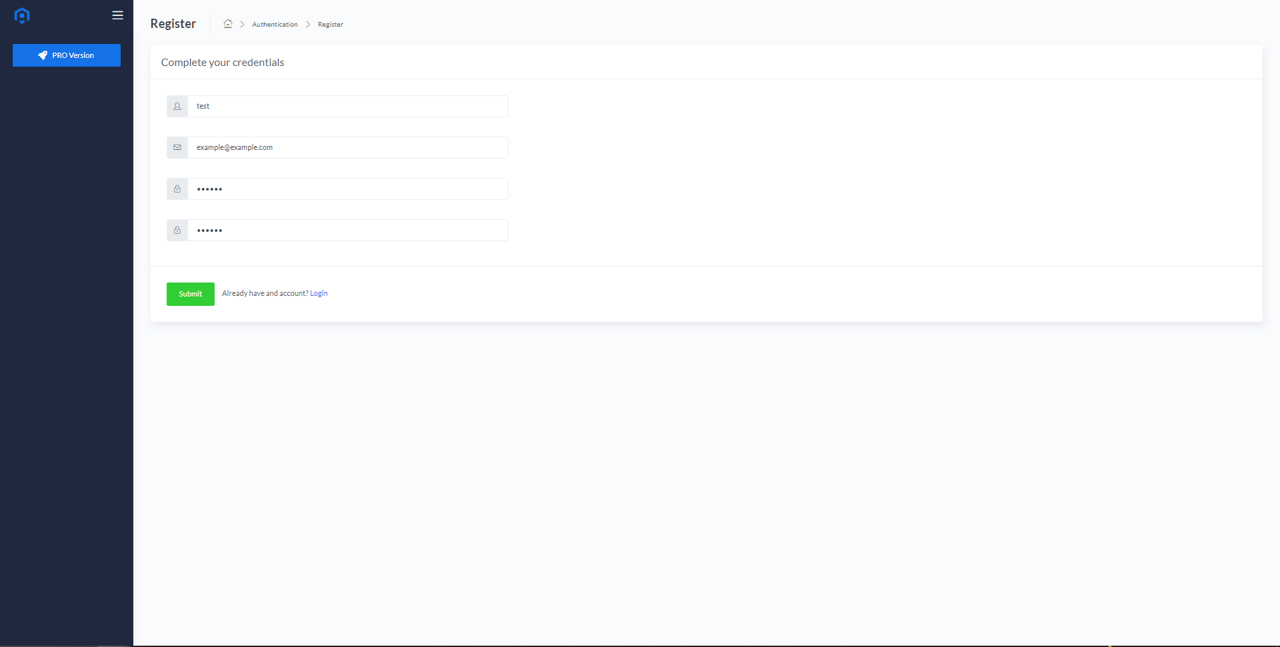 PRO Version
Register
Authentication
Register
Complete your credentials
test
example@example.com
••••••
••••••
Submit
Already have and account? Login